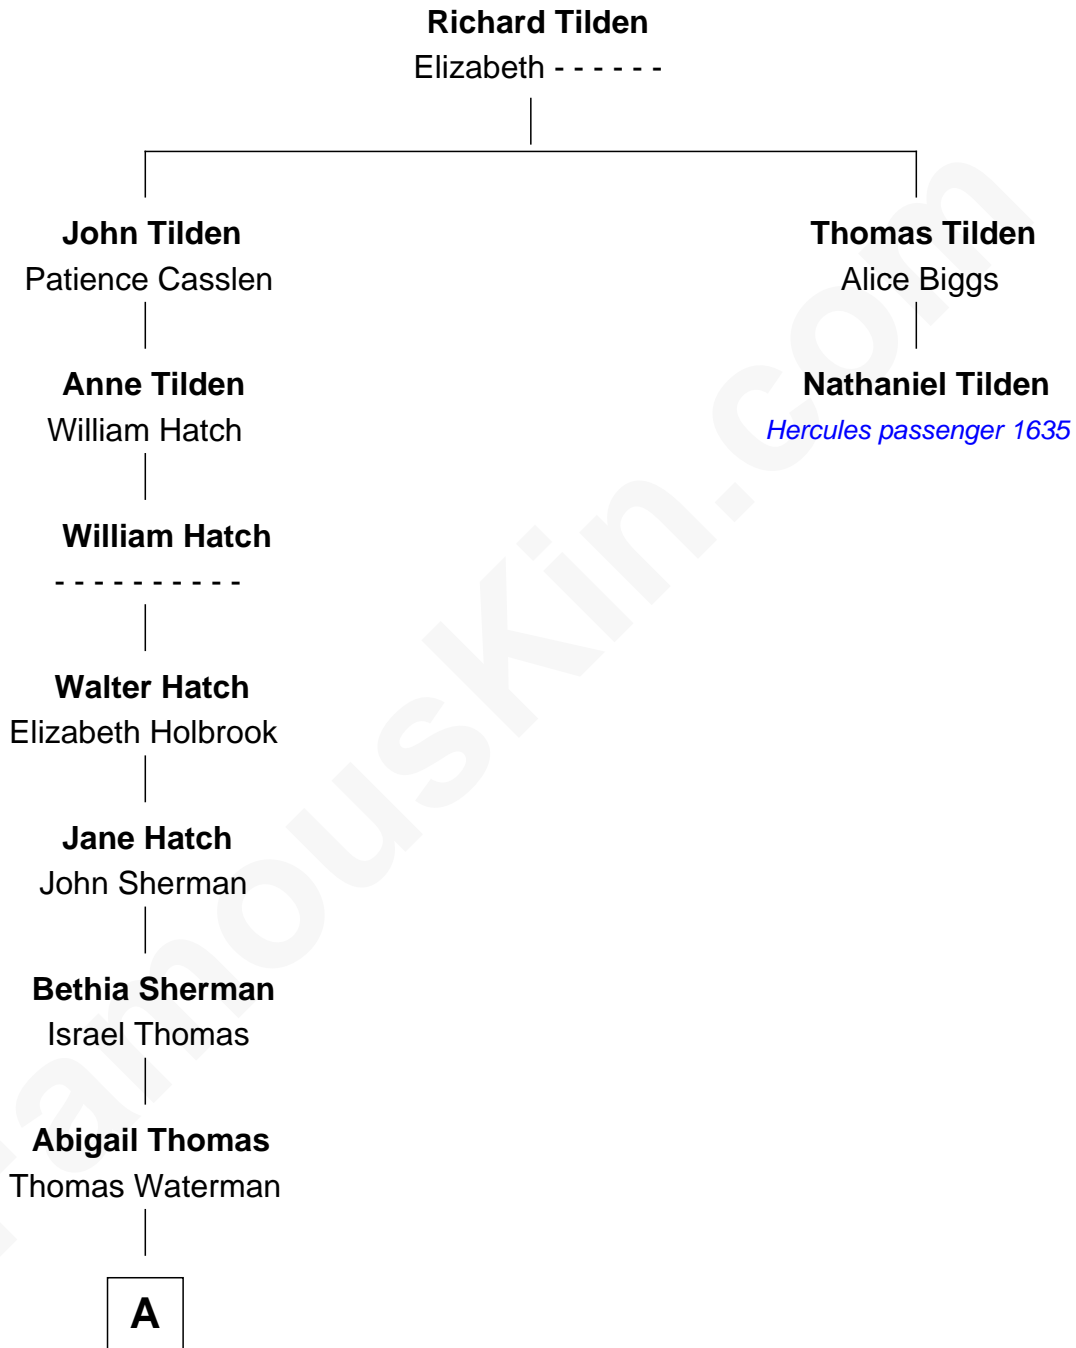 Richard Tilden
Elizabeth - - - - - -
John Tilden
Patience Casslen
Thomas Tilden
Alice Biggs
Anne Tilden
William Hatch
Nathaniel Tilden
Hercules passenger 1635
William Hatch
- - - - - - - - - -
Walter Hatch
Elizabeth Holbrook
Jane Hatch
John Sherman
Bethia Sherman
Israel Thomas
Abigail Thomas
Thomas Waterman
A
FamousKin.com